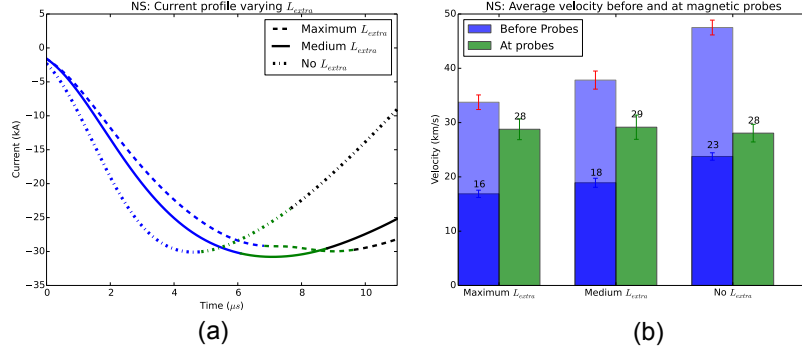 NS: Current profile varying L_extra
Maximum L_extra
Medium L_extra
No L_extra
Current (kA)
5
0
−5
−10
−15
−20
−25
−30
−35
0
2
4
6
8
10
Time (μs)
(a)
NS: Average velocity before and at magnetic probes
Before Probes
At probes
Velocity (km/s)
50
40
30
20
10
0
16
28
18
29
23
28
Maximum L_extra
Medium L_extra
No L_extra
(b)